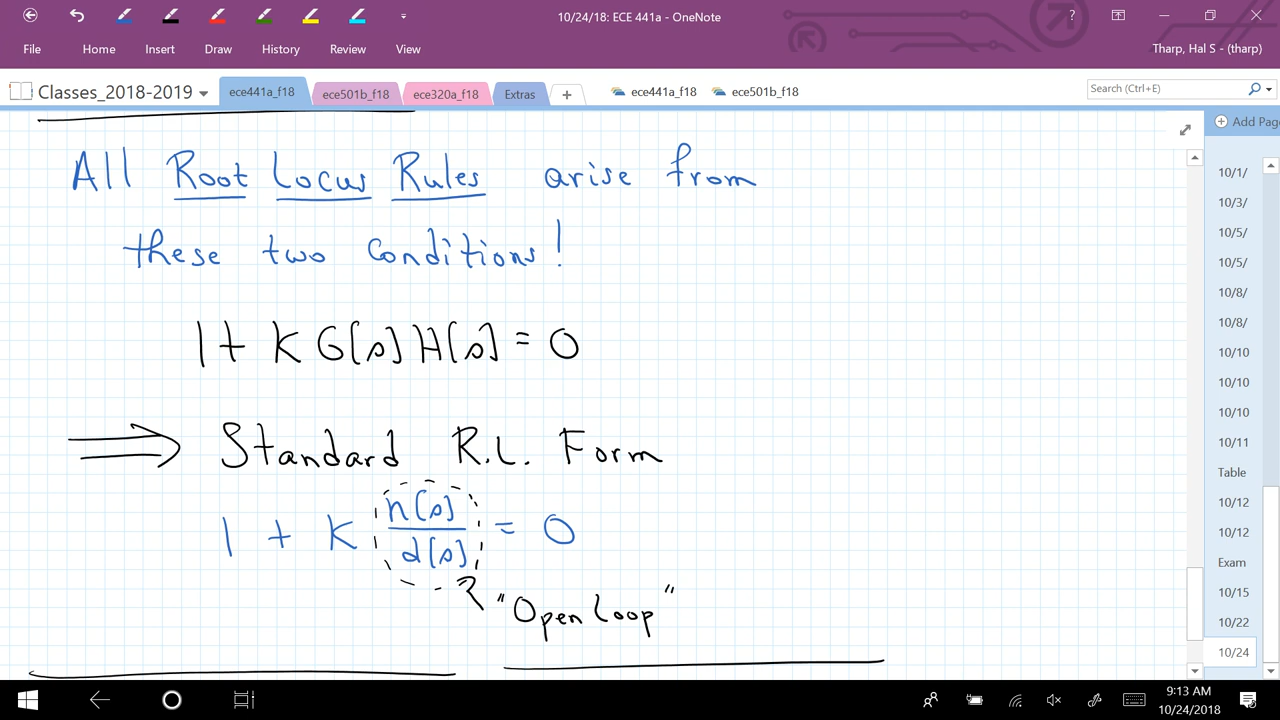 10/24/18: ECE 441a - OneNote
?
File
Home
Insert
Draw
History
Review
View
Tharp, Hal S - (tharp)
Classes_2018-2019
ece441a_f18
ece501b_f18
ece320a_f18
Extras
+
ece441a_f18
ece501b_f18
Search (Ctrl+E)
Add Page
All Root Locus Rules arise from
these two conditions!
1 + K G(s) H(s) = 0
⇒ Standard R.L. Form
1 + K n(s)/d(s) = 0
"Open Loop"
10/1/
10/3/
10/5/
10/5/
10/8/
10/8/
10/10
10/10
10/10
10/11
Table
10/12
10/12
Exam
10/15
10/22
10/24
9:13 AM
10/24/2018